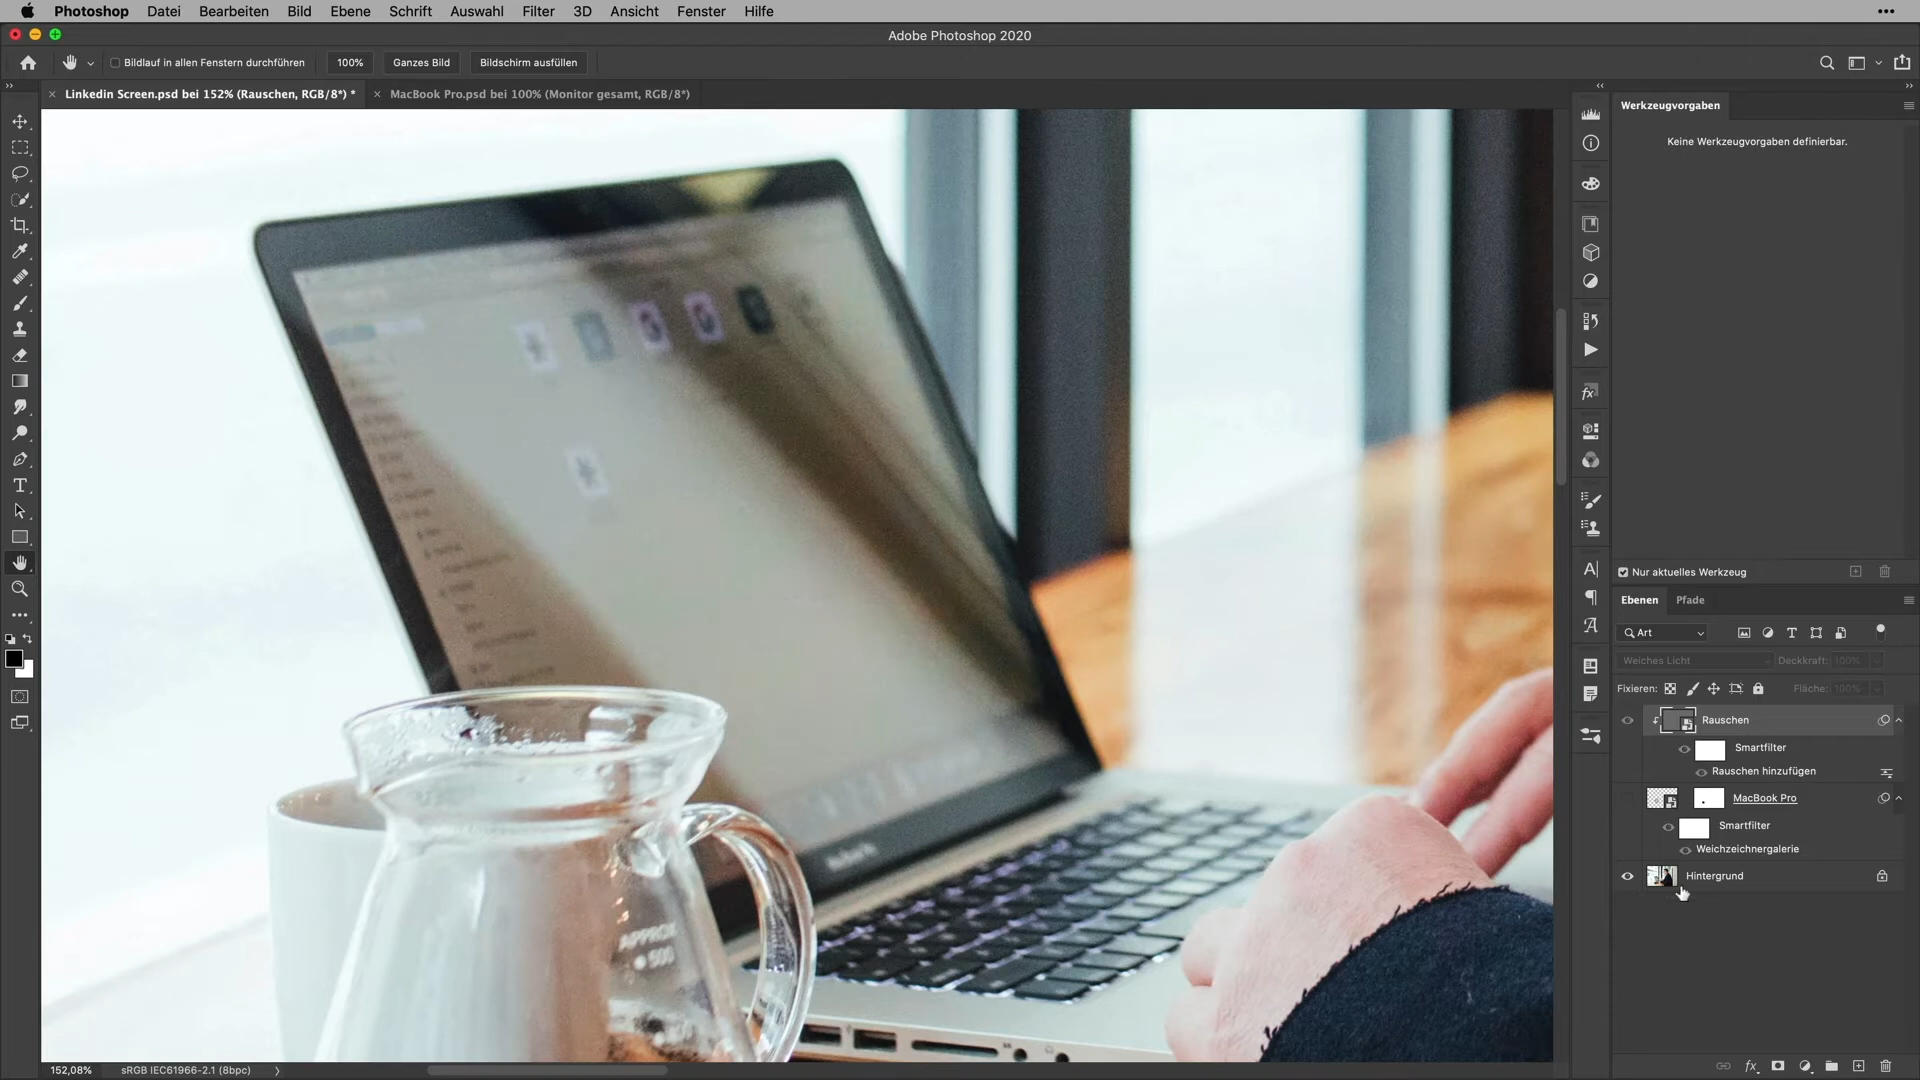 Photoshop Datei Bearbeiten Bild Ebene Schrift Auswahl Filter 3D Ansicht Fenster Hilfe
Adobe Photoshop 2020
Bildlauf in allen Fenstern durchführen 100% Ganzes Bild Bildschirm ausfüllen
Linkedin Screen.psd bei 152% (Rauschen, RGB/8*) * MacBook Pro.psd bei 100% (Monitor gesamt, RGB/8*)
Werkzeugvorgaben
Keine Werkzeugvorgaben definierbar.
Nur aktuelles Werkzeug
Ebenen Pfade
Art
Weiches Licht Deckkraft: 100%
Fixieren: Fläche: 100%
Rauschen
Smartfilter
Rauschen hinzufügen
MacBook Pro
Smartfilter
Weichzeichnergalerie
Hintergrund
APPROX
500
152,08% sRGB IEC61966-2.1 (8bpc)